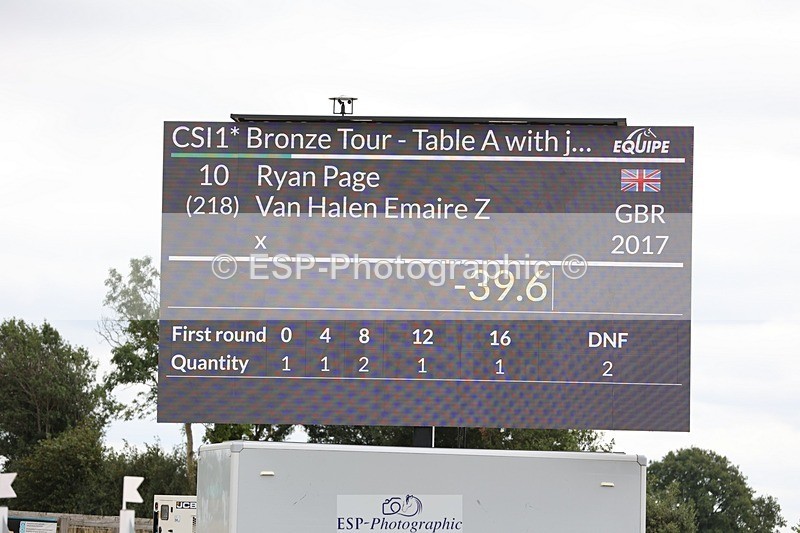 CSI1* Bronze Tour - Table A with j... EQUIPE
10 Ryan Page
(218) Van Halen Emaire Z GBR
x 2017
© ESP-Photographic ©
-39.6
First round 0 4 8 12 16 DNF
Quantity 1 1 2 1 1 2
JCB
ESP-Photographic